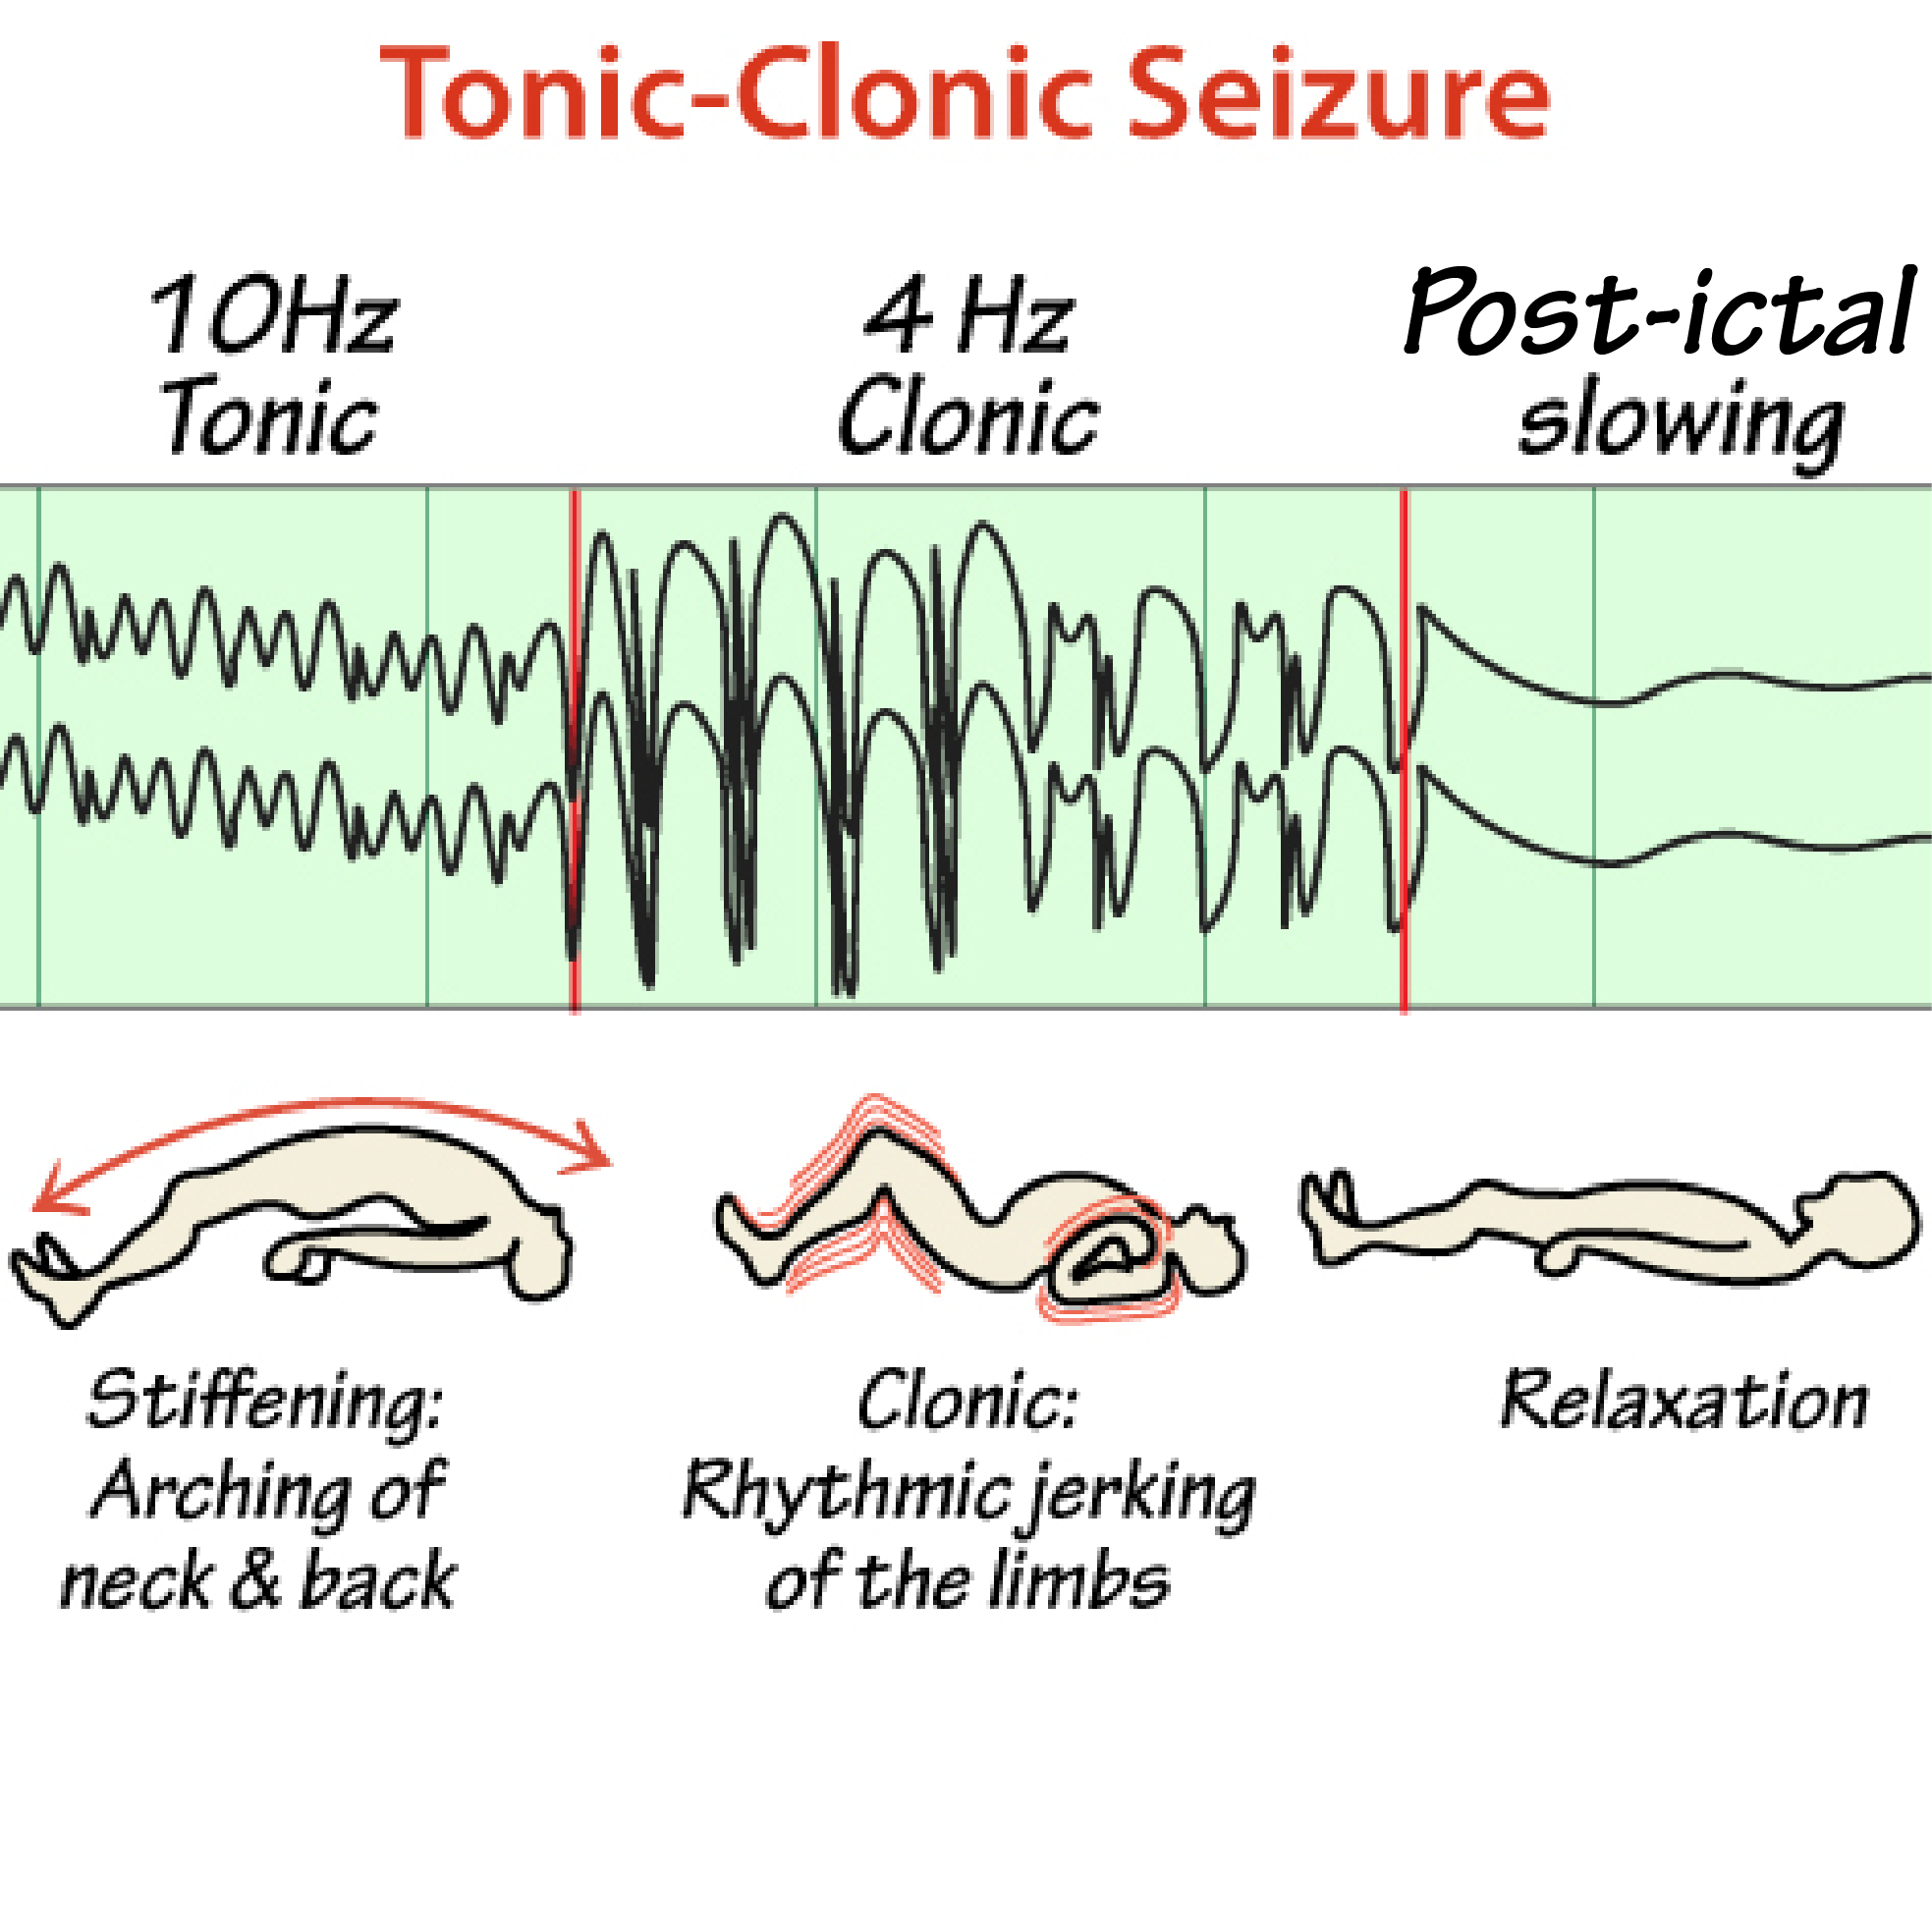 Tonic-Clonic Seizure
10Hz
Tonic
4 Hz
Clonic
Post-ictal
slowing
Stiffening:
Arching of
neck & back
Clonic:
Rhythmic jerking
of the limbs
Relaxation